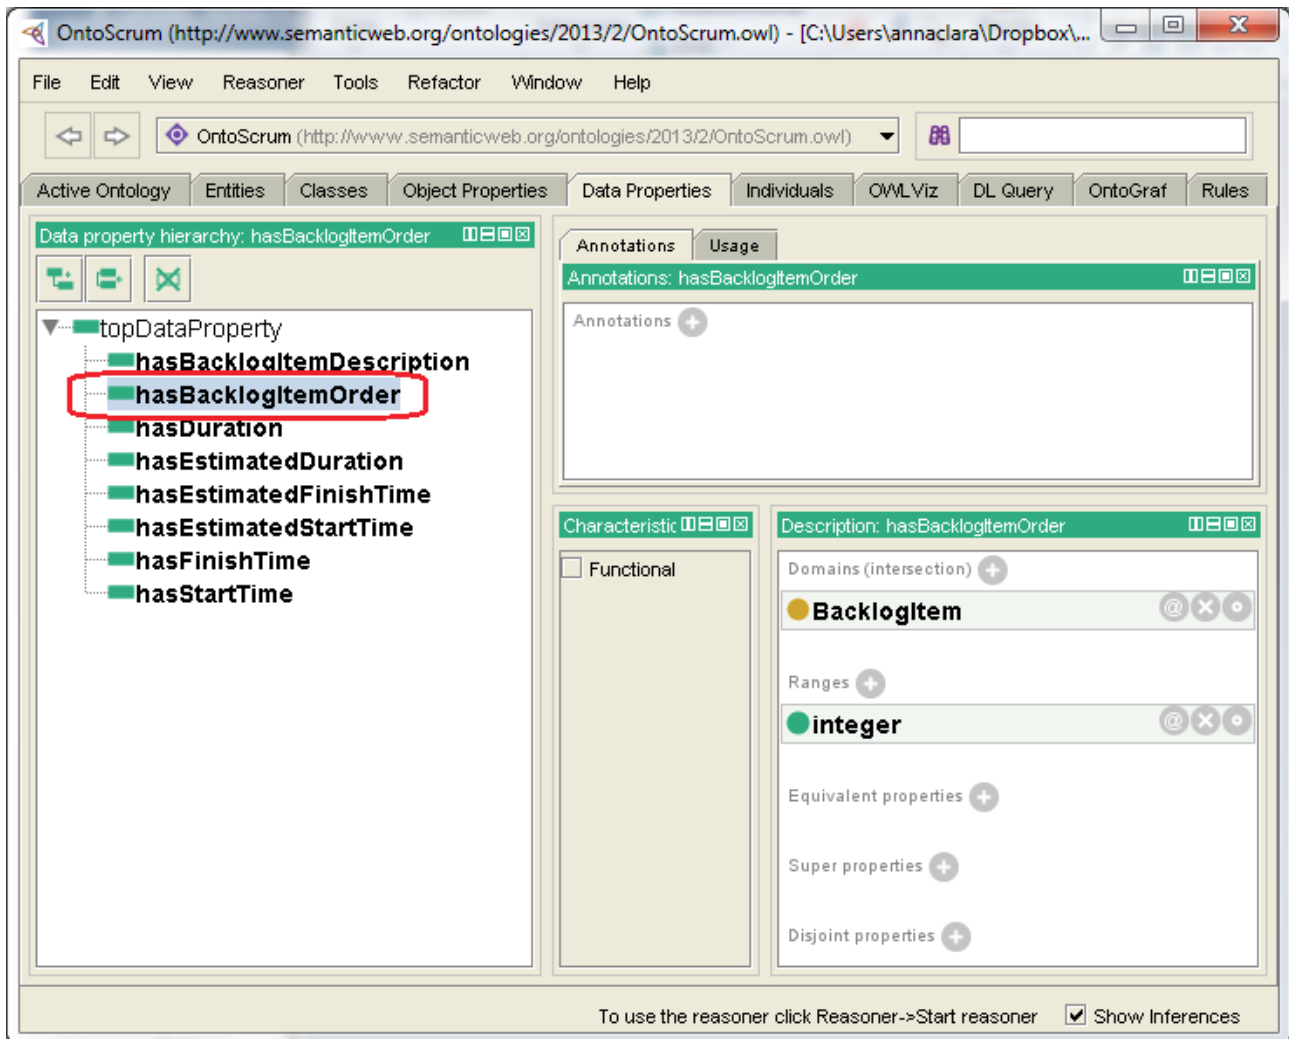 OntoScrum (http://www.semanticweb.org/ontologies/2013/2/OntoScrum.owl) - [C:\Users\annaclara\Dropbox\...
File Edit View Reasoner Tools Refactor Window Help
OntoScrum (http://www.semanticweb.org/ontologies/2013/2/OntoScrum.owl)
Active Ontology Entities Classes Object Properties Data Properties Individuals OWLViz DL Query OntoGraf Rules
Data property hierarchy: hasBacklogItemOrder
topDataProperty
hasBacklogItemDescription
hasBacklogItemOrder
hasDuration
hasEstimatedDuration
hasEstimatedFinishTime
hasEstimatedStartTime
hasFinishTime
hasStartTime
Annotations Usage
Annotations: hasBacklogItemOrder
Annotations
Characteristic
Functional
Description: hasBacklogItemOrder
Domains (intersection)
BacklogItem
Ranges
integer
Equivalent properties
Super properties
Disjoint properties
To use the reasoner click Reasoner->Start reasoner Show Inferences